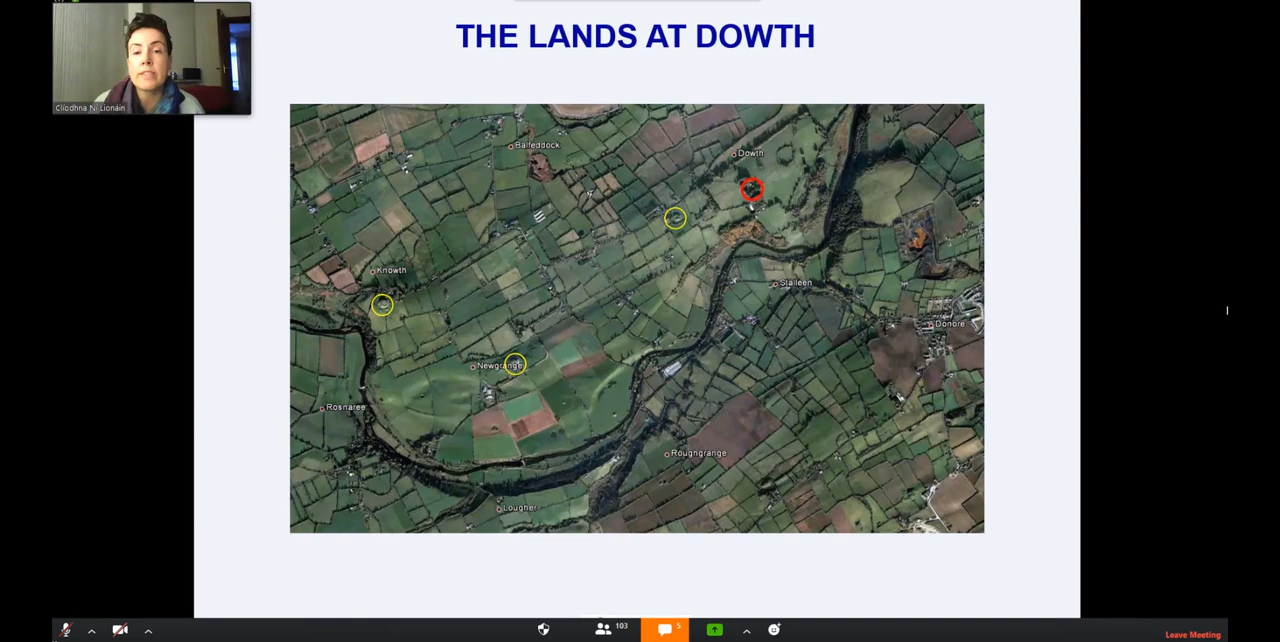 THE LANDS AT DOWTH
Clíodhna Ní Lionáin
Balfeddock
Dowth
Knowth
Stalleen
Donore
Newgrange
Rosnaree
Roughgrange
Lougher
103
5
Leave Meeting